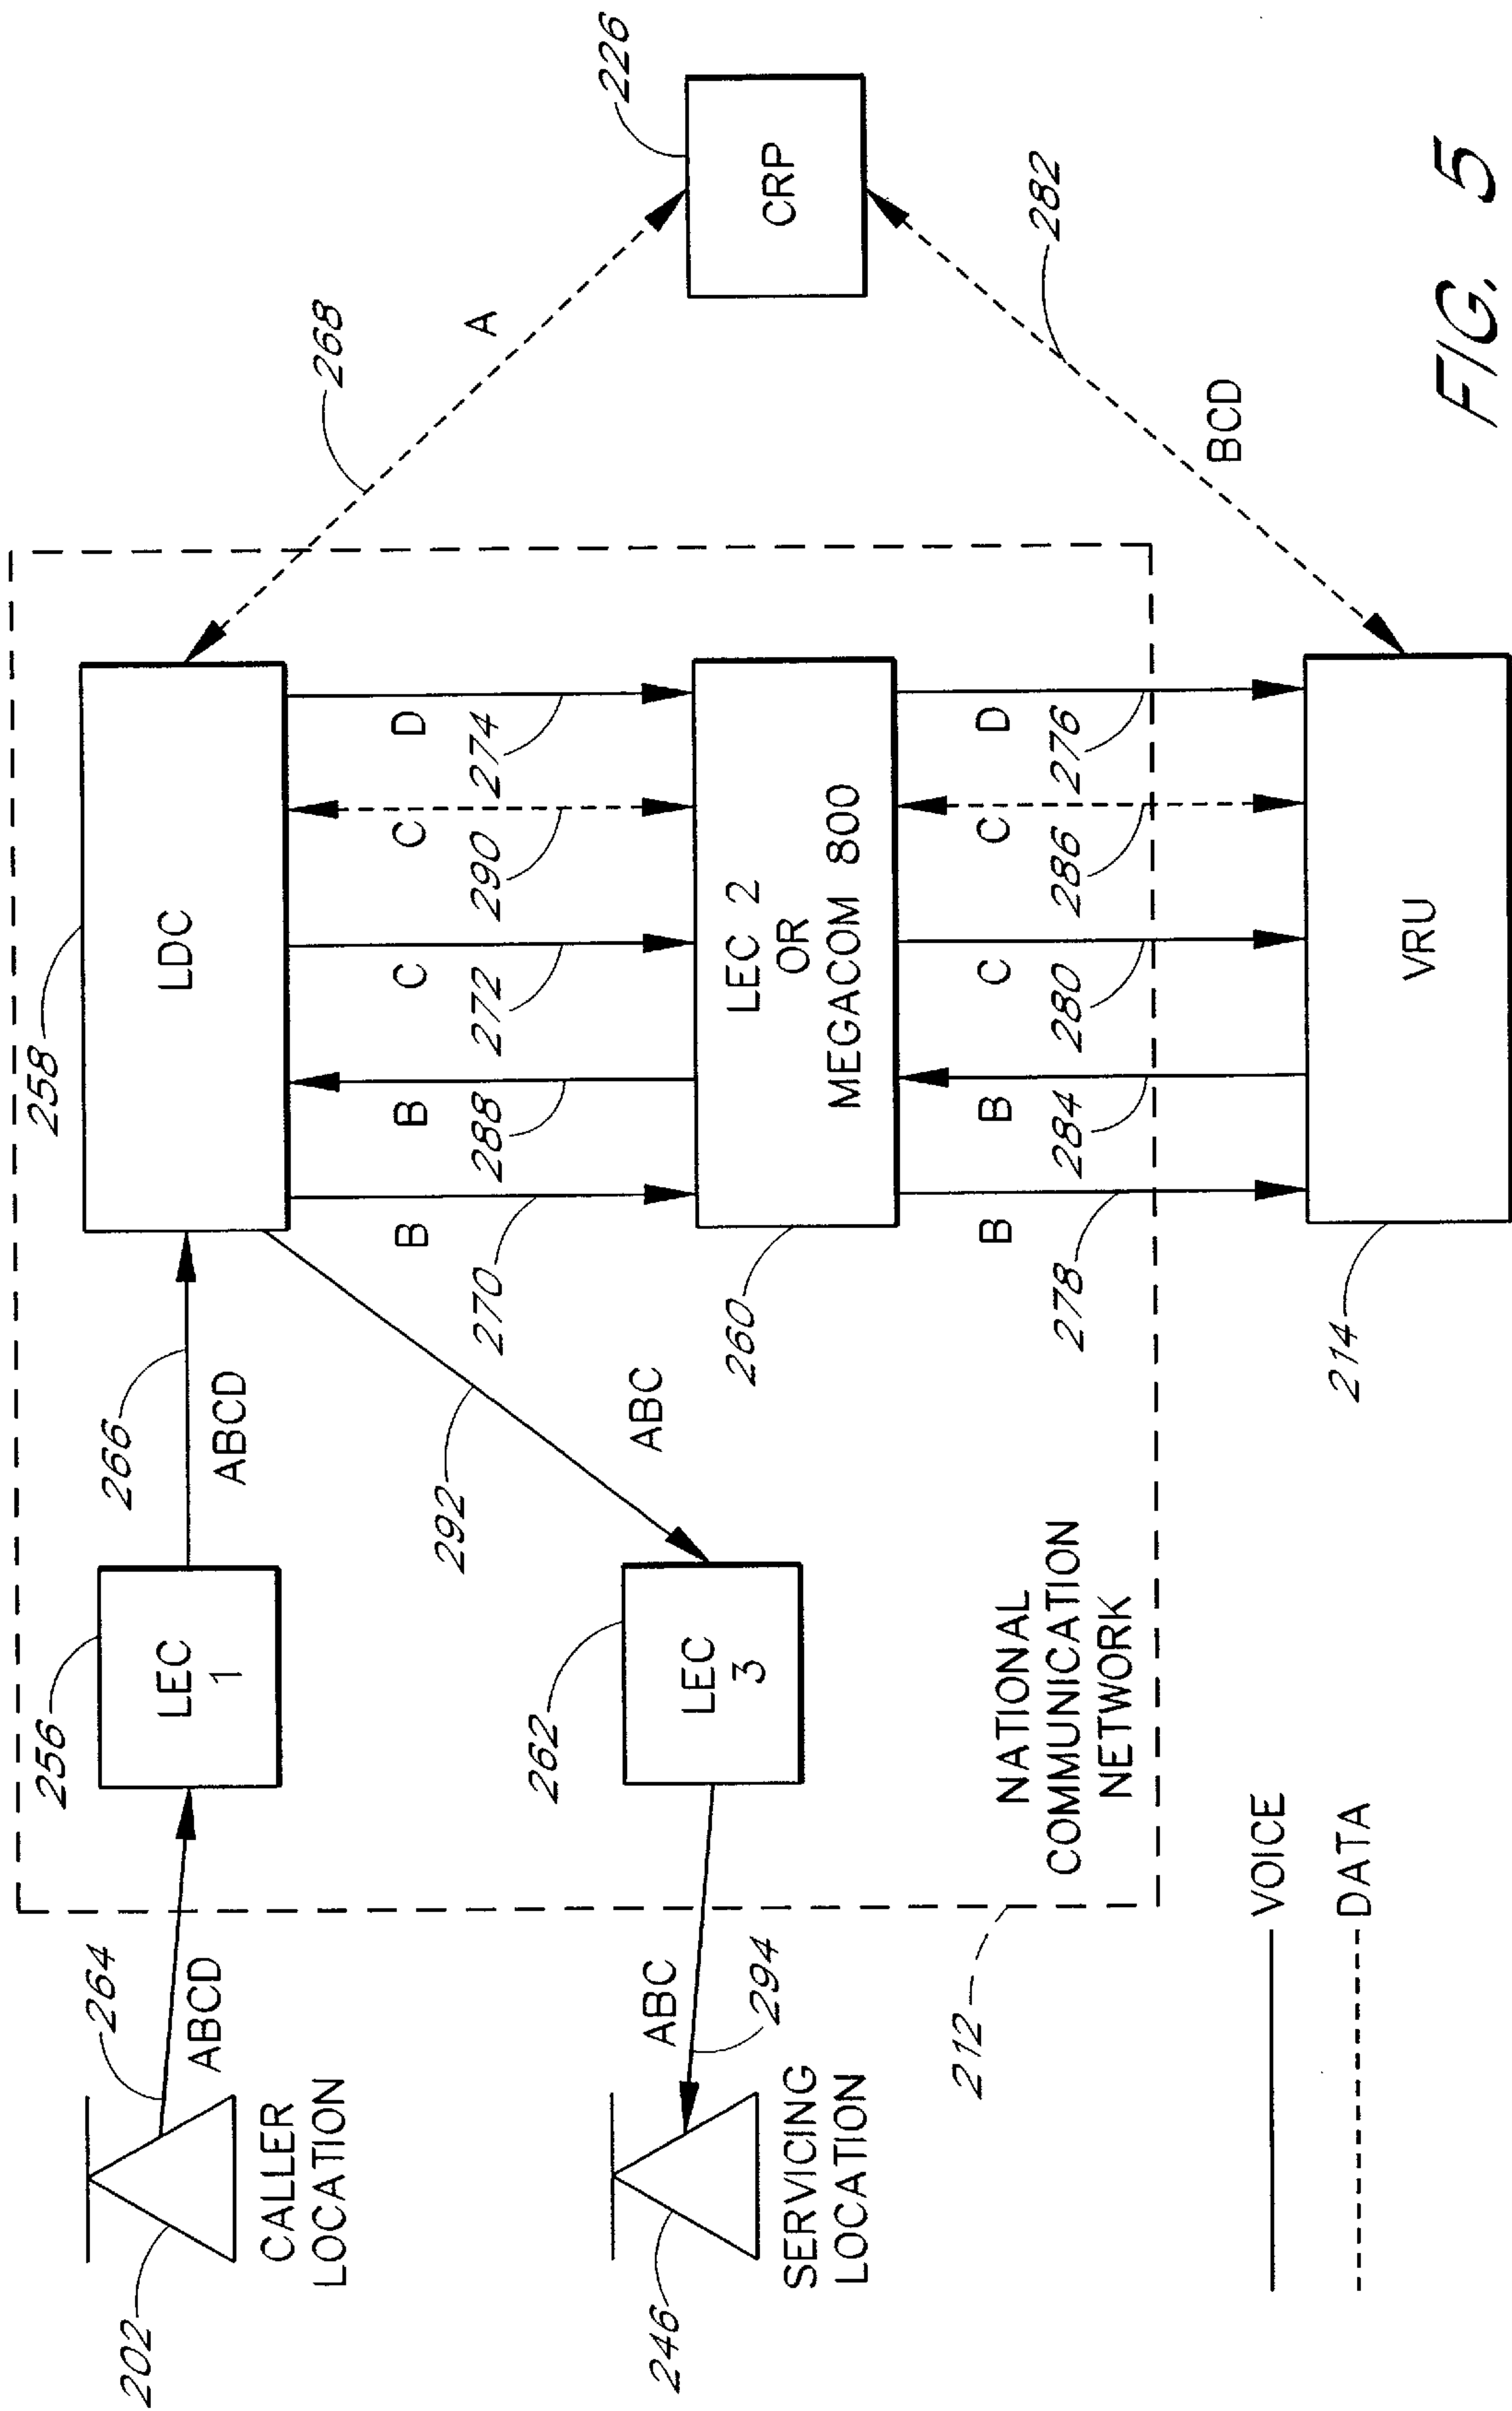 258
268
226
202
264
256
266
LEC
1
LDC
A
CRP
ABCD
ABCD
CALLER
LOCATION
292
B
B
C
C
D
270
288
272
290
274
246
262
ABC
LEC
3
ABC
294
SERVICING
LOCATION
260
LEC 2
OR
MEGACOM 800
282
B
B
C
C
D
278
284
280
286
276
NATIONAL
COMMUNICATION
NETWORK
212
BCD
VOICE
DATA
214
VRU
FIG. 5